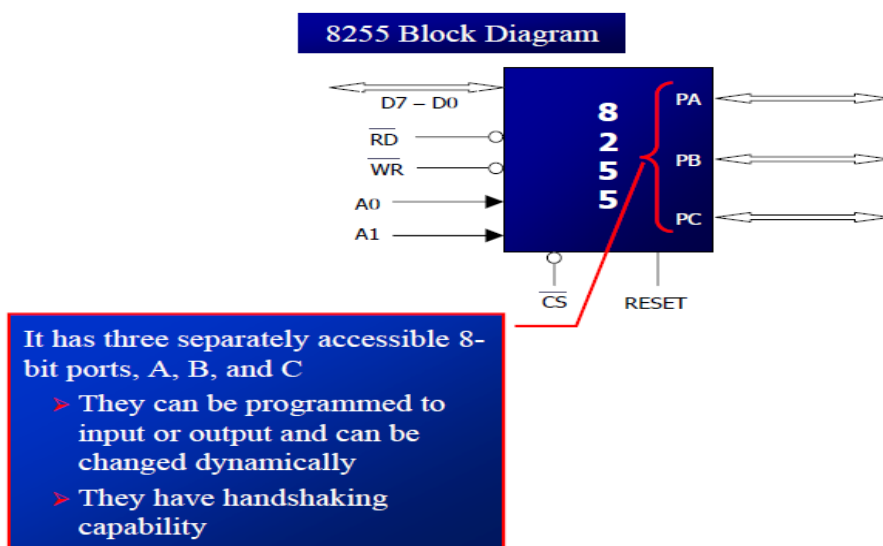 8255 Block Diagram
D7 – D0
RD
WR
A0
A1
8
2
5
5
PA
PB
PC
CS
RESET
It has three separately accessible 8-
bit ports, A, B, and C
➢ They can be programmed to
input or output and can be
changed dynamically
➢ They have handshaking
capability